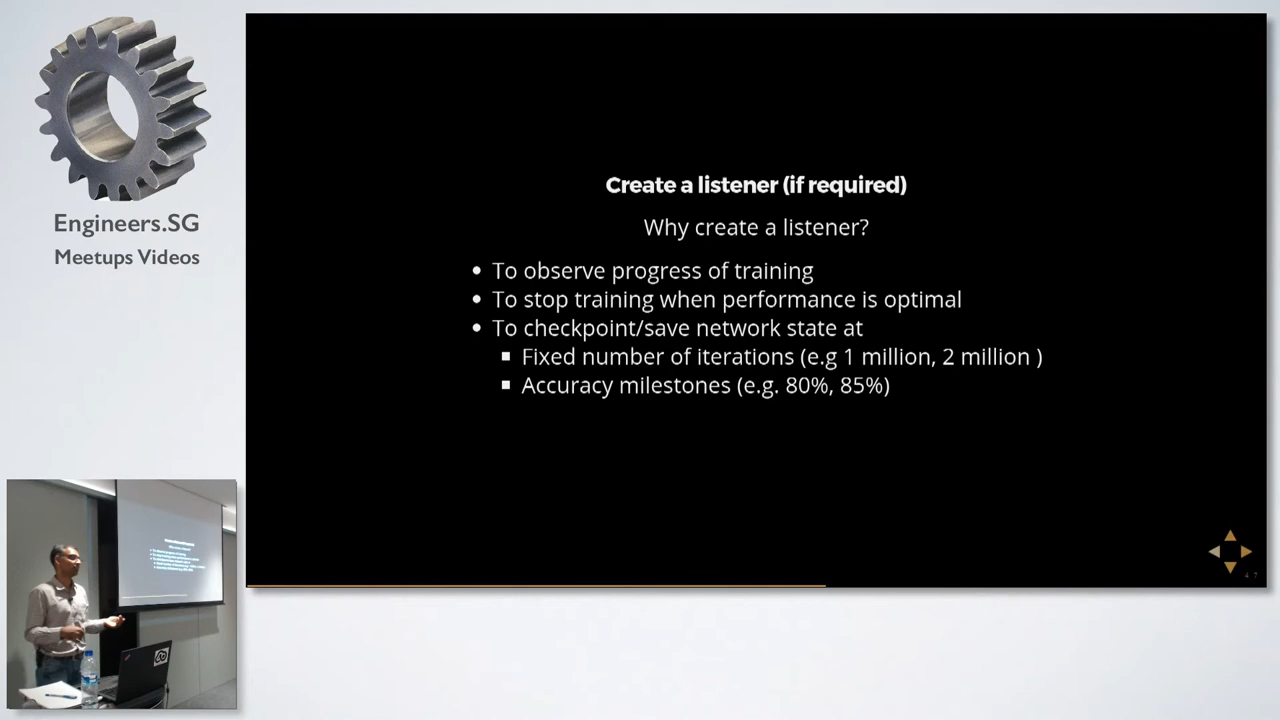 Engineers.SG
Meetups Videos
Create a listener (if required)
Why create a listener?
To observe progress of training
To stop training when performance is optimal
To checkpoint/save network state at
Fixed number of iterations (e.g 1 million, 2 million )
Accuracy milestones (e.g. 80%, 85%)
47